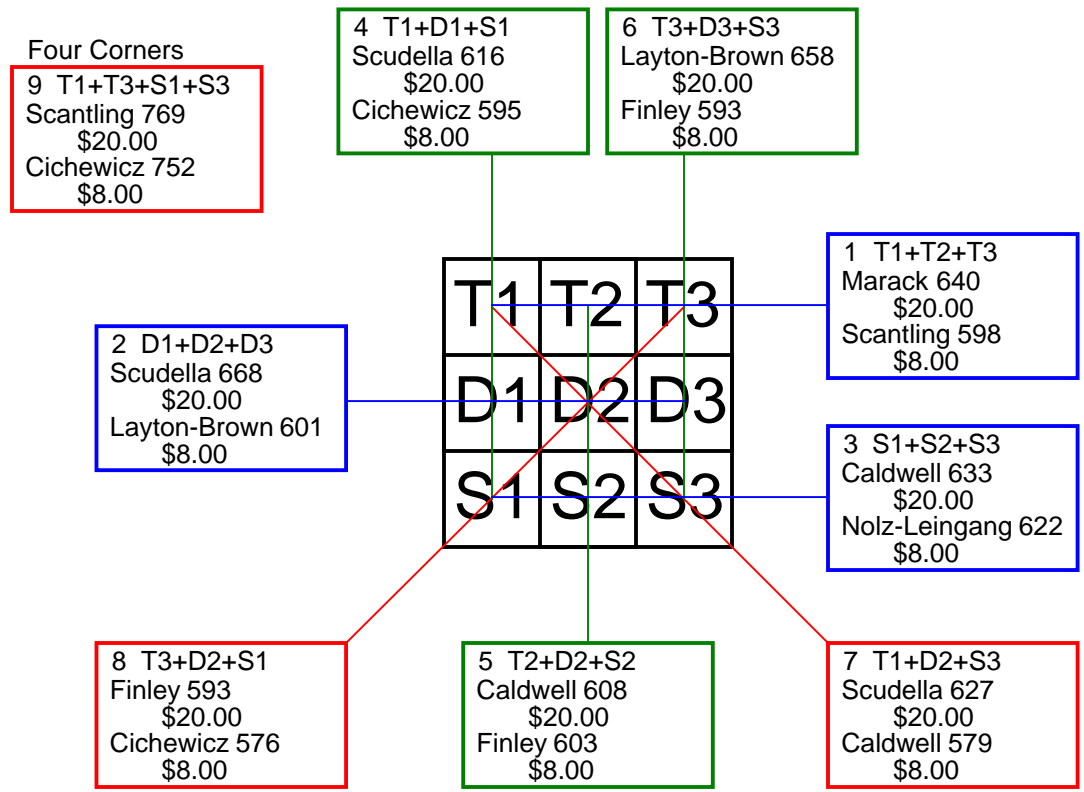 Four Corners
9 T1+T3+S1+S3
Scantling 769
$20.00
Cichewicz 752
$8.00
4 T1+D1+S1
Scudella 616
$20.00
Cichewicz 595
$8.00
6 T3+D3+S3
Layton-Brown 658
$20.00
Finley 593
$8.00
1 T1+T2+T3
Marack 640
$20.00
Scantling 598
$8.00
T1 T2 T3
D1 D2 D3
S1 S2 S3
2 D1+D2+D3
Scudella 668
$20.00
Layton-Brown 601
$8.00
3 S1+S2+S3
Caldwell 633
$20.00
Nolz-Leingang 622
$8.00
8 T3+D2+S1
Finley 593
$20.00
Cichewicz 576
$8.00
5 T2+D2+S2
Caldwell 608
$20.00
Finley 603
$8.00
7 T1+D2+S3
Scudella 627
$20.00
Caldwell 579
$8.00